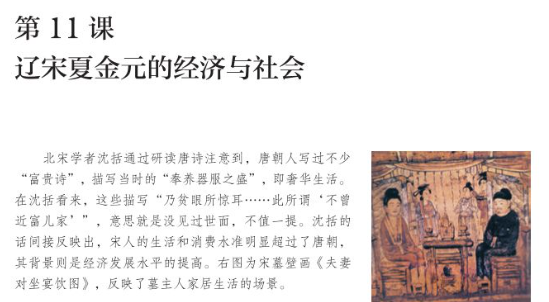 第 11 课
辽宋夏金元的经济与社会
北宋学者沈括通过研读唐诗注意到，唐朝人写过不少
“富贵诗”，描写当时的“奉养器服之盛”，即奢华生活。
在沈括看来，这些描写“乃贫眼所惊耳……此所谓‘不曾
近富儿家’”，意思就是没见过世面，不值一提。沈括的
话间接反映出，宋人的生活和消费水准明显超过了唐朝，
其背景则是经济发展水平的提高。右图为宋墓壁画《夫妻
对坐宴饮图》，反映了墓主人家居生活的场景。